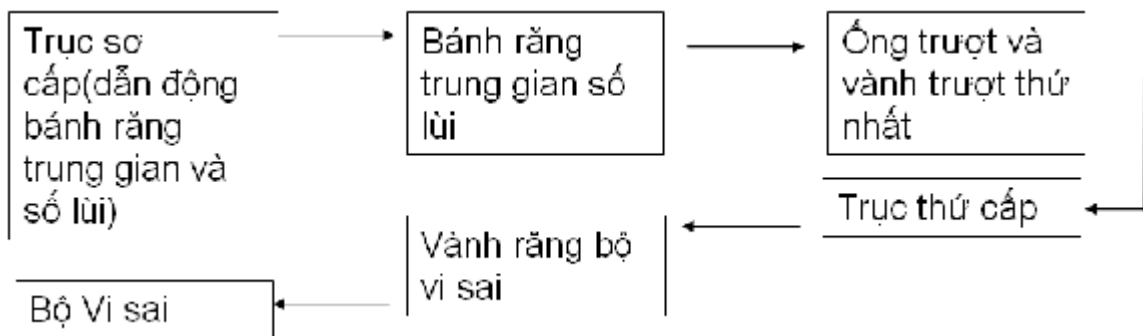 Trục sơ
cấp(dẫn động
bánh răng
trung gian và
số lùi)
Bánh răng
trung gian số
lùi
Ống trượt và
vành trượt thứ
nhất
Trục thứ cấp
Vành răng bộ
vi sai
Bộ Vi sai